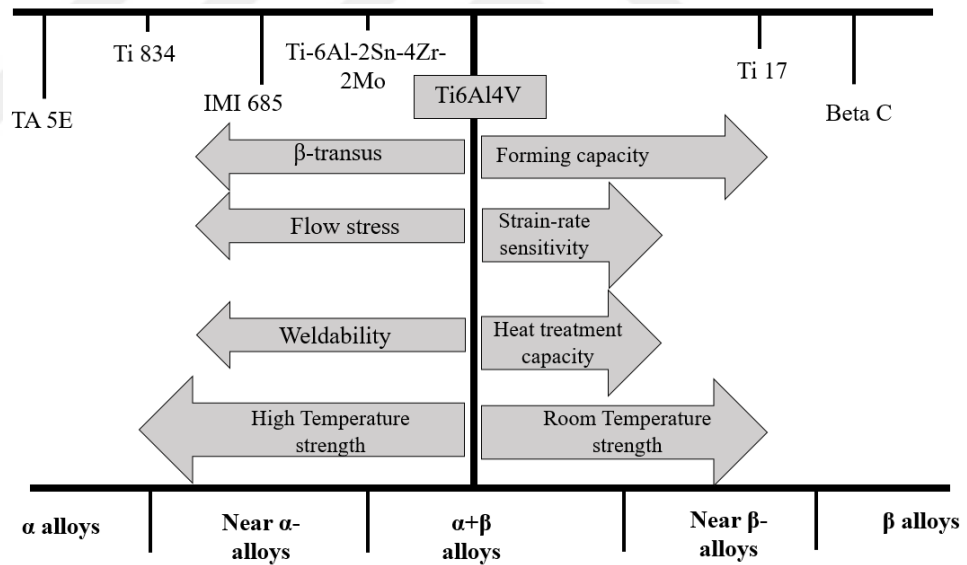 TA 5E
Ti 834
IMI 685
Ti-6Al-2Sn-4Zr-
2Mo
Ti6Al4V
Ti 17
Beta C
β-transus
Forming capacity
Flow stress
Strain-rate
sensitivity
Weldability
Heat treatment
capacity
High Temperature
strength
Room Temperature
strength
α alloys
Near α-
alloys
α+β
alloys
Near β-
alloys
β alloys